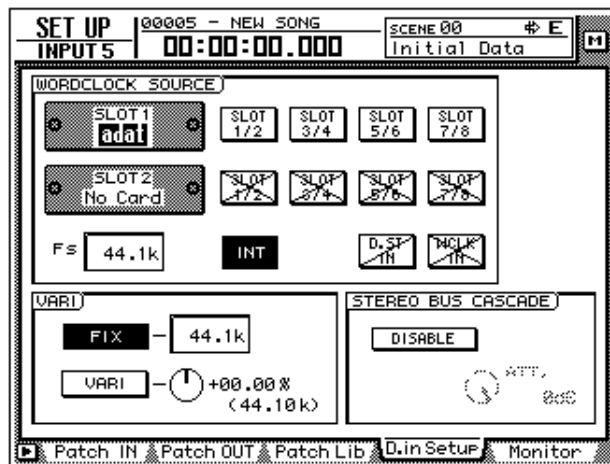 SET UP
INPUT 5
00005 - NEW SONG
00:00:00.000
SCENE 00 E
Initial Data
M
WORDCLOCK SOURCE
SLOT1
adat
SLOT 1/2
SLOT 3/4
SLOT 5/6
SLOT 7/8
SLOT2
No Card
SLOT 1/2
SLOT 3/4
SLOT 5/6
SLOT 7/8
Fs 44.1k
INT
D.ST IN
WCLK IN
VARI
FIX - 44.1k
VARI - +00.00%
(44.10k)
STEREO BUS CASCADE
DISABLE
ATT.
0dB
Patch IN Patch OUT Patch Lib D.in Setup Monitor